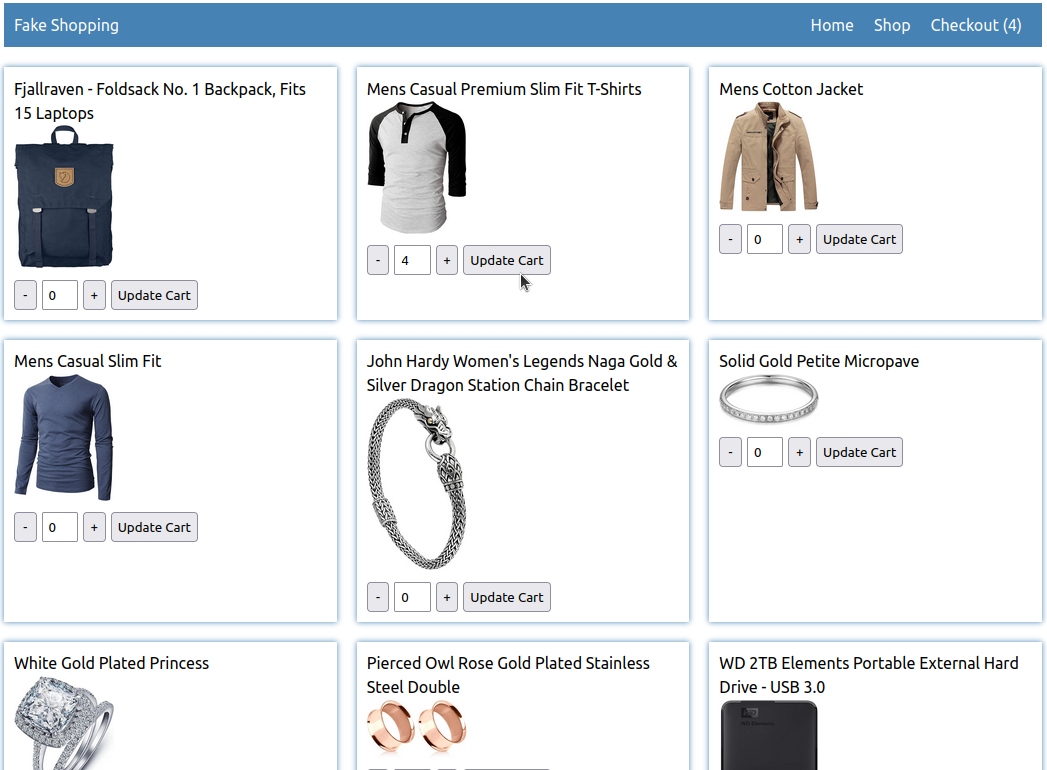 Fake Shopping Home Shop Checkout (4)
Fjallraven - Foldsack No. 1 Backpack, Fits
15 Laptops
- 0 + Update Cart
Mens Casual Premium Slim Fit T-Shirts
- 4 + Update Cart
Mens Cotton Jacket
- 0 + Update Cart
Mens Casual Slim Fit
- 0 + Update Cart
John Hardy Women's Legends Naga Gold &
Silver Dragon Station Chain Bracelet
- 0 + Update Cart
Solid Gold Petite Micropave
- 0 + Update Cart
White Gold Plated Princess
Pierced Owl Rose Gold Plated Stainless
Steel Double
WD 2TB Elements Portable External Hard
Drive - USB 3.0
WD Elements